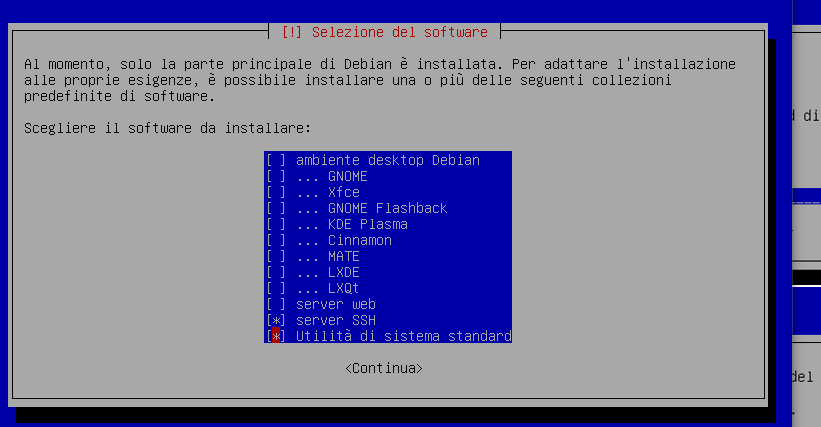 [!] Selezione del software
Al momento, solo la parte principale di Debian è installata. Per adattare l'installazione
alle proprie esigenze, è possibile installare una o più delle seguenti collezioni
predefinite di software.
Scegliere il software da installare:
[ ] ambiente desktop Debian
[ ] ... GNOME
[ ] ... Xfce
[ ] ... GNOME Flashback
[ ] ... KDE Plasma
[ ] ... Cinnamon
[ ] ... MATE
[ ] ... LXDE
[ ] ... LXQt
[ ] server web
[*] server SSH
[*] Utilità di sistema standard
<Continua>
di
del